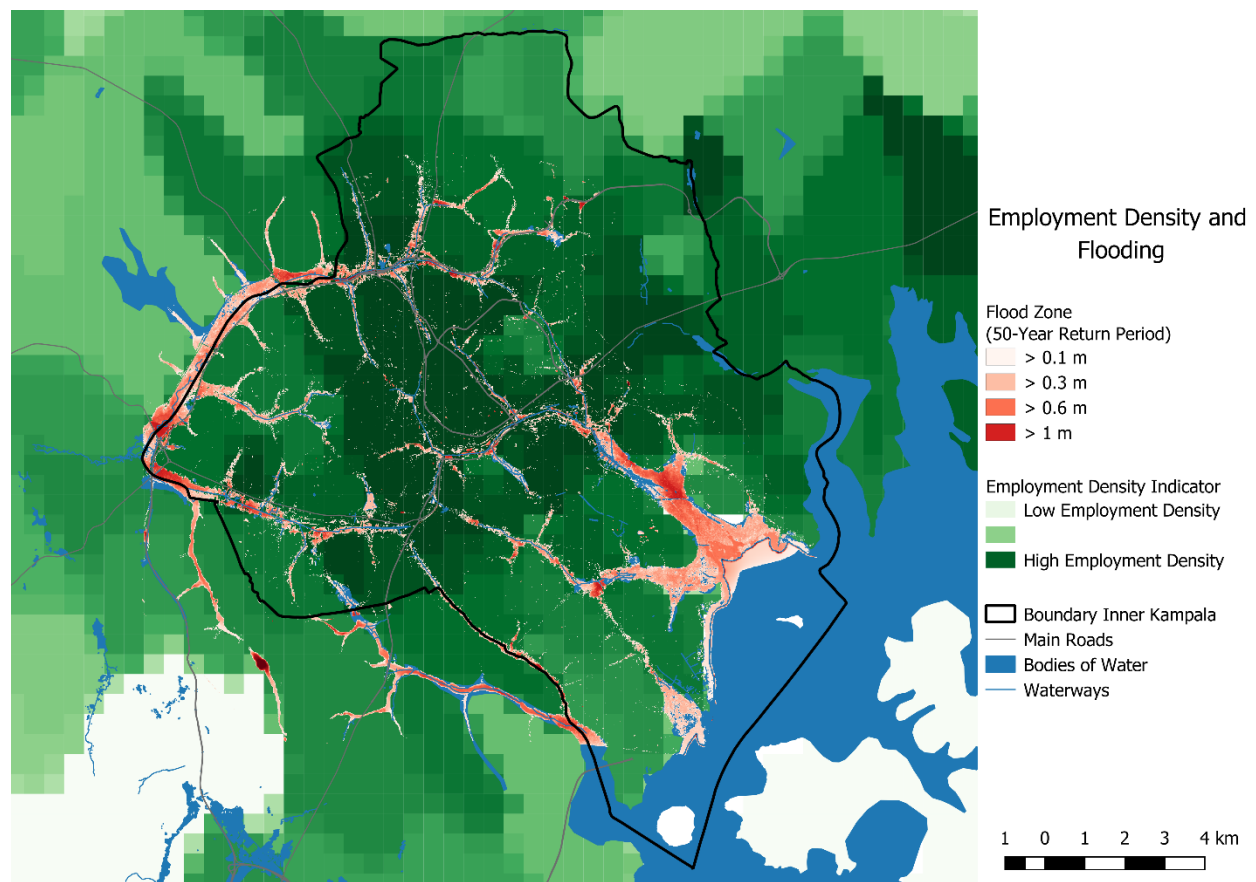 Employment Density and
Flooding
Flood Zone
(50-Year Return Period)
> 0.1 m
> 0.3 m
> 0.6 m
> 1 m
Employment Density Indicator
Low Employment Density
High Employment Density
Boundary Inner Kampala
Main Roads
Bodies of Water
Waterways
1 0 1 2 3 4 km